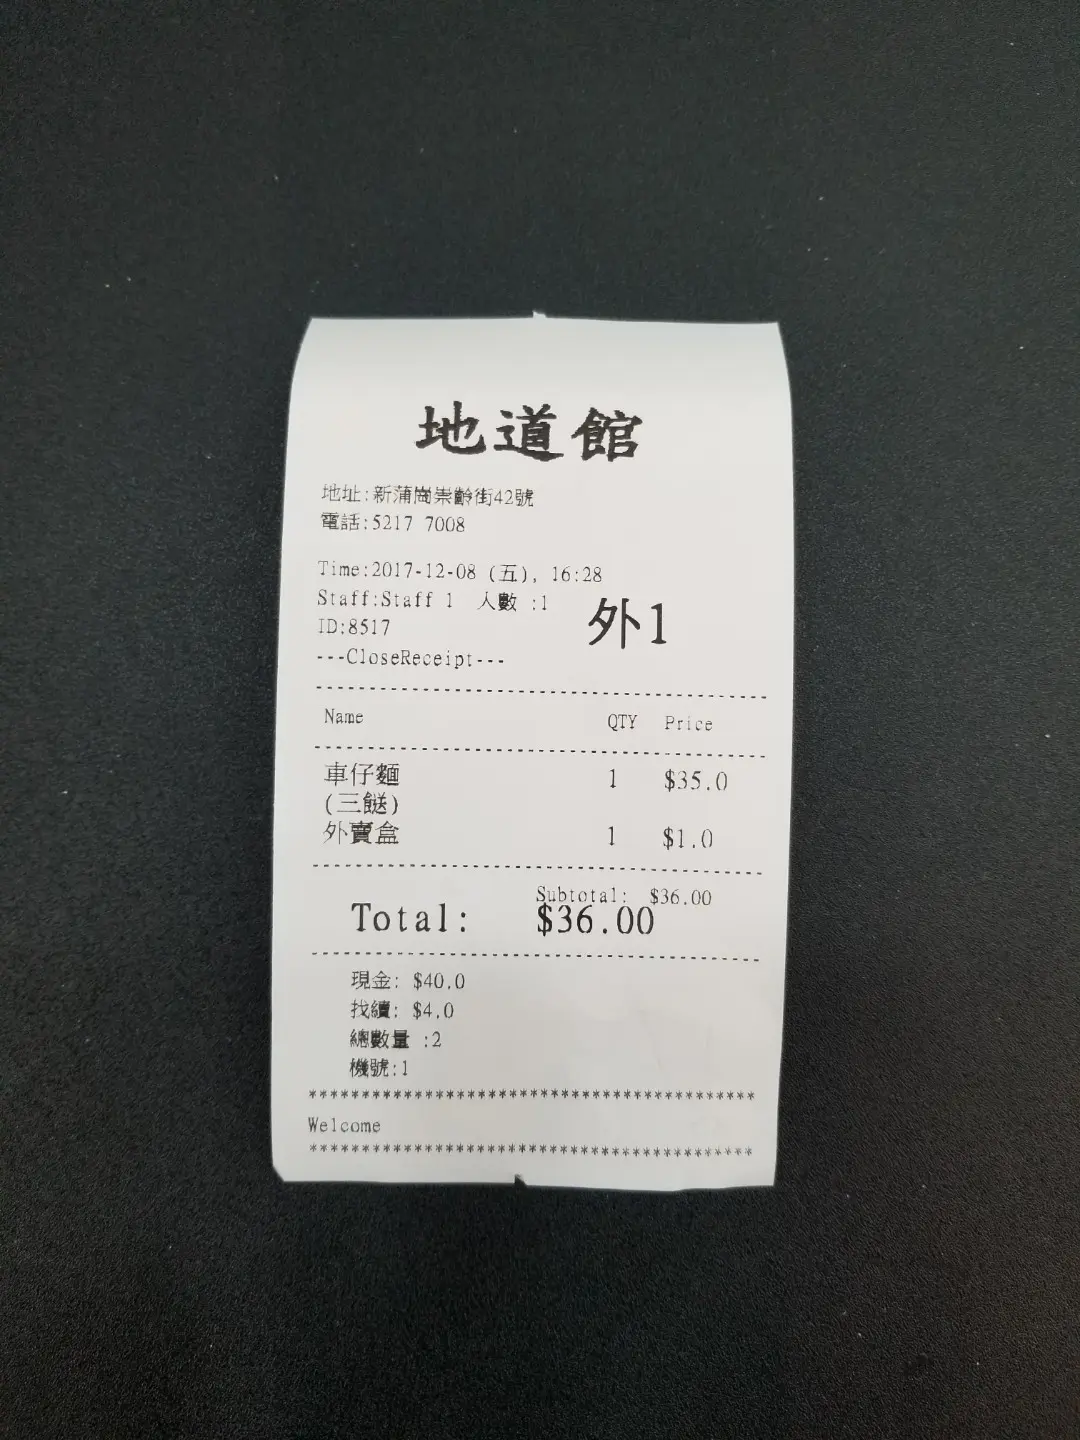 地道館
地址:新蒲崗崇齡街42號
電話:5217 7008
Time:2017-12-08 (五), 16:28
Staff:Staff 1 人數 :1
外1
ID:8517
---CloseReceipt---
Name QTY Price
車仔麵 1 $35.0
(三餸)
外賣盒 1 $1.0
Subtotal: $36.00
Total: $36.00
現金: $40.0
找續: $4.0
總數量 :2
機號:1
******************************************
Welcome
******************************************